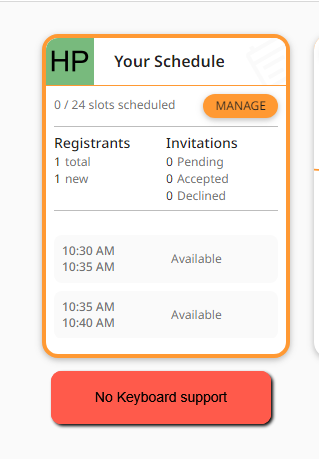 HP Your Schedule
0 / 24 slots scheduled MANAGE
Registrants Invitations
1 total 0 Pending
1 new 0 Accepted
0 Declined
10:30 AM
10:35 AM
Available
10:35 AM
10:40 AM
Available
No Keyboard support